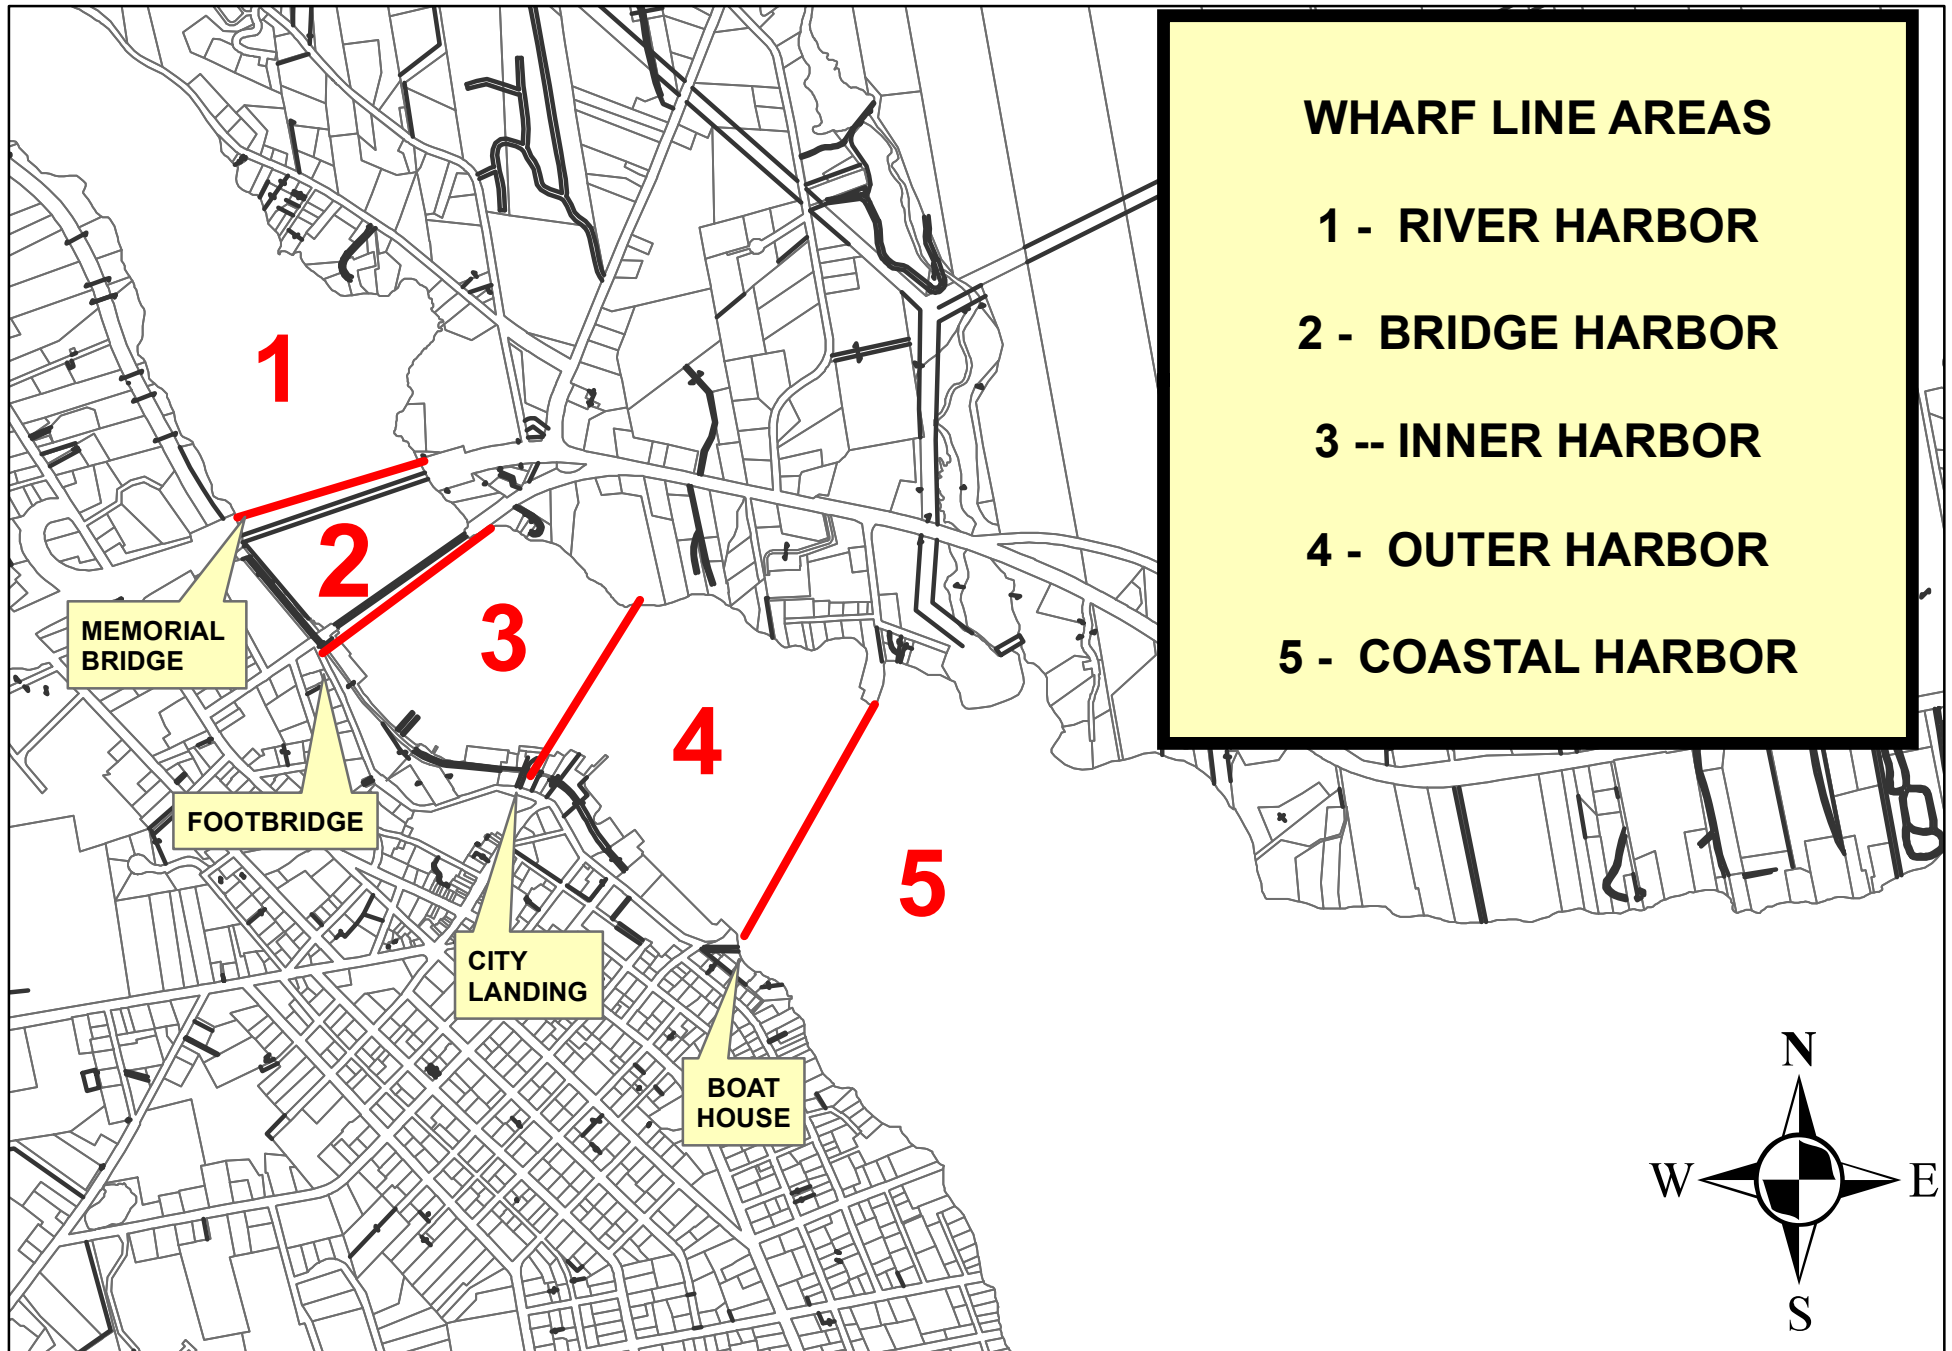 WHARF LINE AREAS
1 - RIVER HARBOR
2 - BRIDGE HARBOR
3 -- INNER HARBOR
4 - OUTER HARBOR
5 - COASTAL HARBOR
1
2
3
4
5
MEMORIAL
BRIDGE
FOOTBRIDGE
CITY
LANDING
BOAT
HOUSE
N
W
E
S